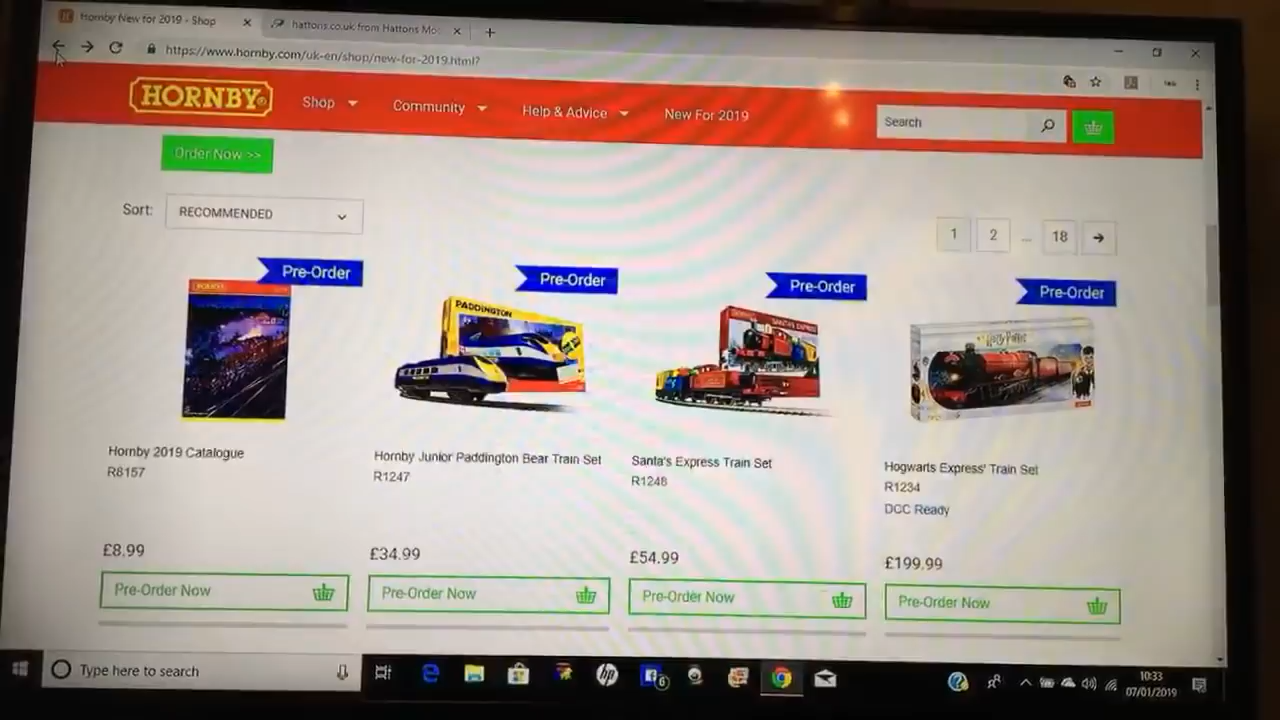 Hornby New for 2019 - Shop
hattons.co.uk from Hattons Mo
https://www.hornby.com/uk-en/shop/new-for-2019.html?
HORNBY
Shop
Community
Help & Advice
New For 2019
Search
Order Now >>
Sort:
RECOMMENDED
1
2
...
18
Pre-Order
Pre-Order
Pre-Order
Pre-Order
HORNBY
PADDINGTON
SANTA'S EXPRESS
Harry Potter
Hornby 2019 Catalogue
R8157
Hornby Junior Paddington Bear Train Set
R1247
Santa's Express Train Set
R1248
Hogwarts Express' Train Set
R1234
DCC Ready
£8.99
£34.99
£54.99
£199.99
Pre-Order Now
Pre-Order Now
Pre-Order Now
Pre-Order Now
Type here to search
hp
6
10:33
07/01/2019